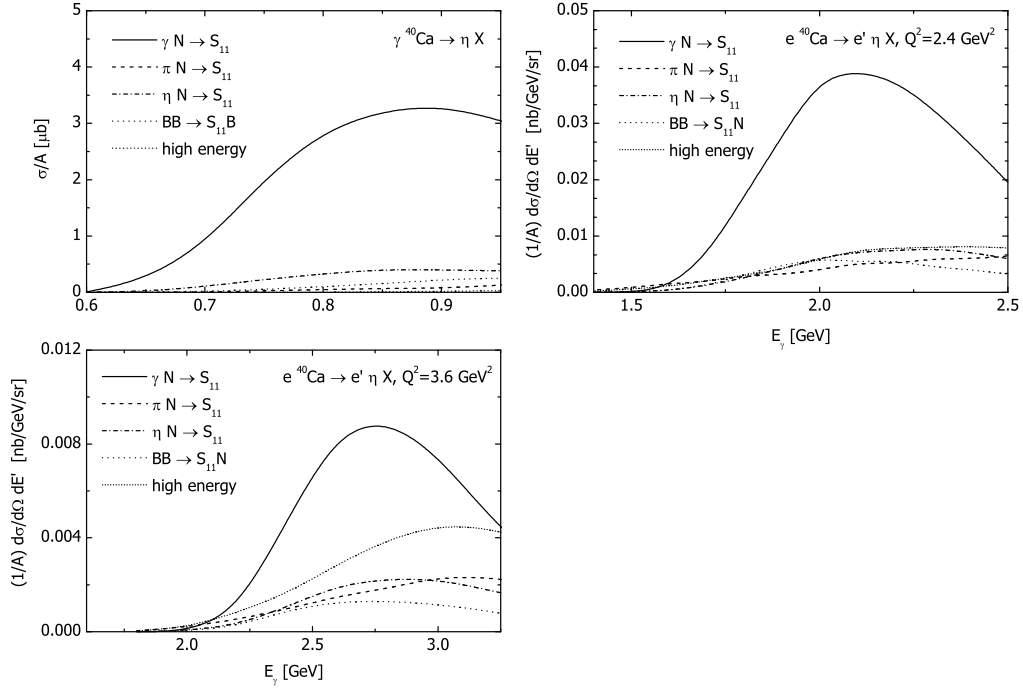 γ ⁴⁰Ca → η X
γ N → S₁₁
π N → S₁₁
η N → S₁₁
BB → S₁₁B
high energy
σ/A [μb]
5
4
3
2
1
0
0.6
0.7
0.8
0.9
e ⁴⁰Ca → e' η X, Q²=2.4 GeV²
γ N → S₁₁
π N → S₁₁
η N → S₁₁
BB → S₁₁N
high energy
(1/A) dσ/dΩ dE' [nb/GeV/sr]
0.05
0.04
0.03
0.02
0.01
0.00
1.5
2.0
2.5
E_γ [GeV]
e ⁴⁰Ca → e' η X, Q²=3.6 GeV²
γ N → S₁₁
π N → S₁₁
η N → S₁₁
BB → S₁₁N
high energy
(1/A) dσ/dΩ dE' [nb/GeV/sr]
0.012
0.008
0.004
0.000
2.0
2.5
3.0
E_γ [GeV]